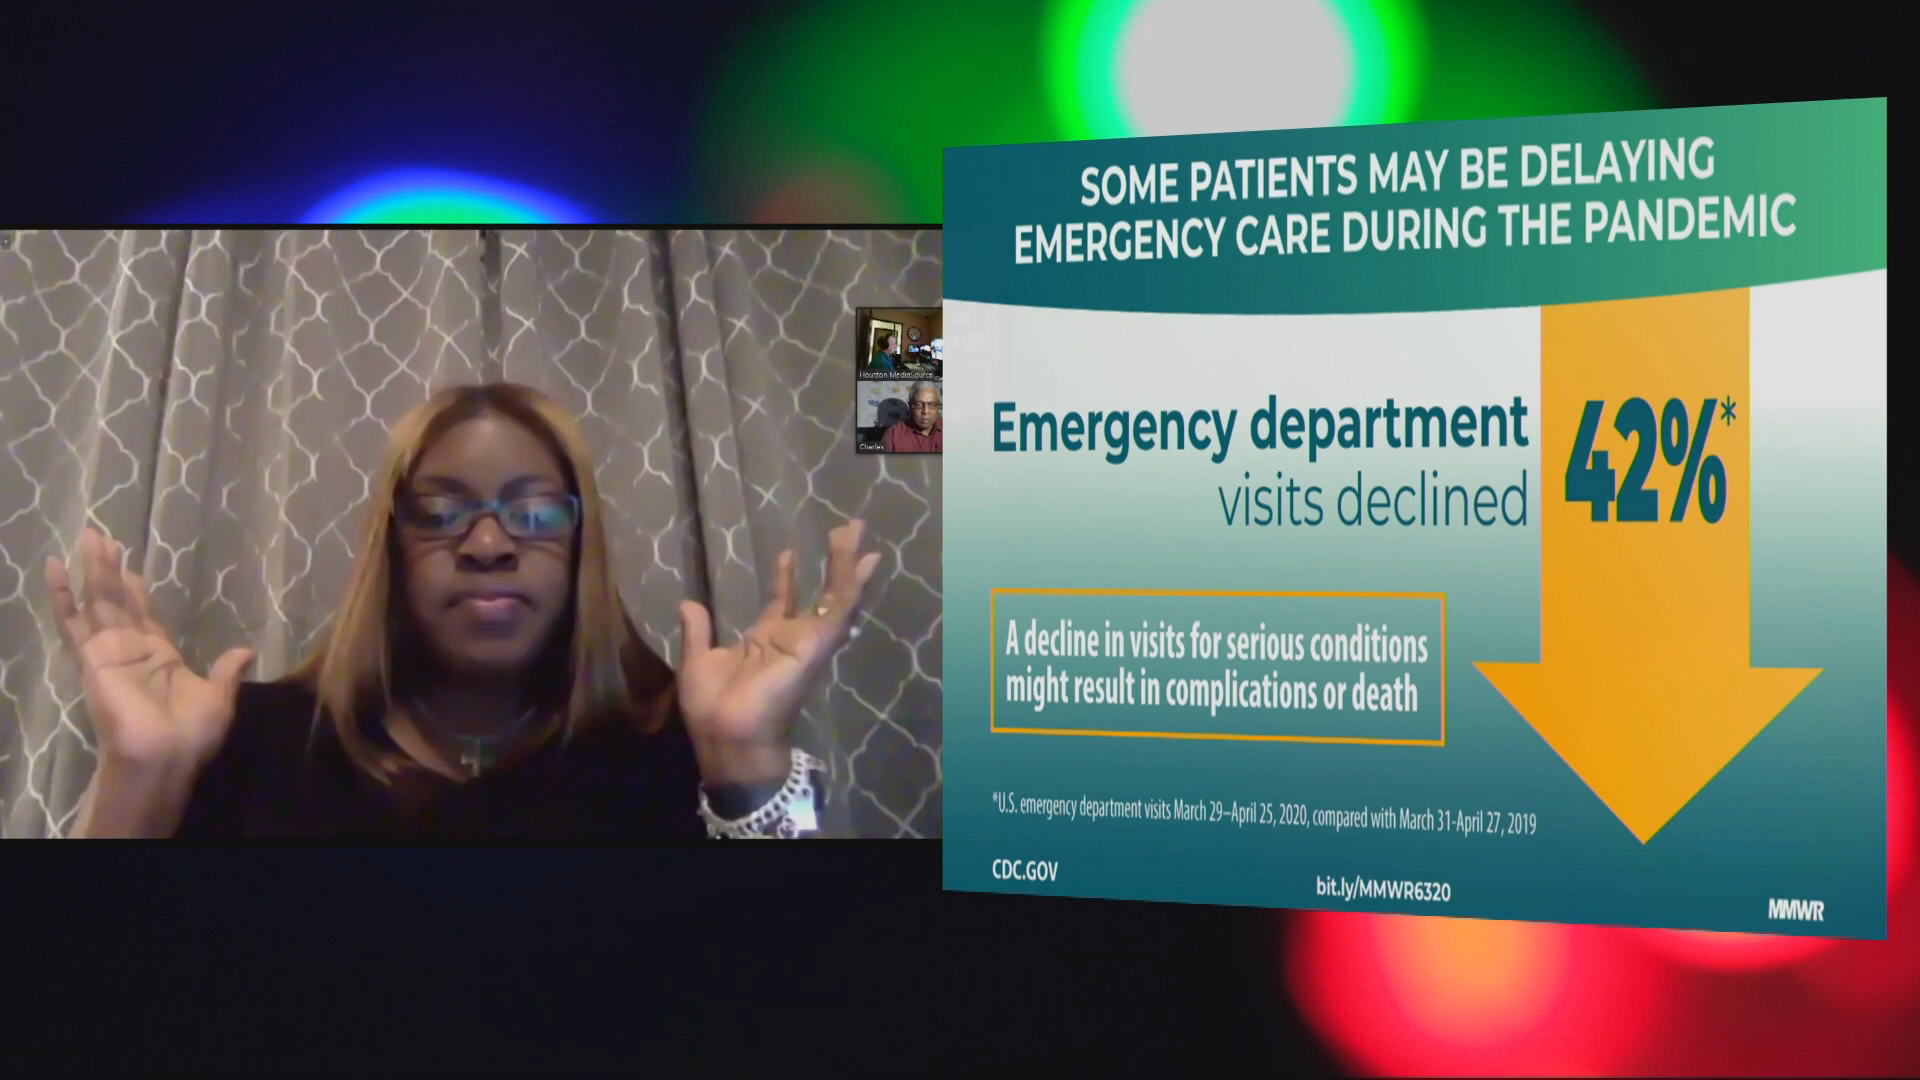 Houston MediaSource
Charles
SOME PATIENTS MAY BE DELAYING
EMERGENCY CARE DURING THE PANDEMIC
Emergency department
visits declined
42%*
A decline in visits for serious conditions
might result in complications or death
*U.S. emergency department visits March 29–April 25, 2020, compared with March 31-April 27, 2019
CDC.GOV
bit.ly/MMWR6320
MMWR